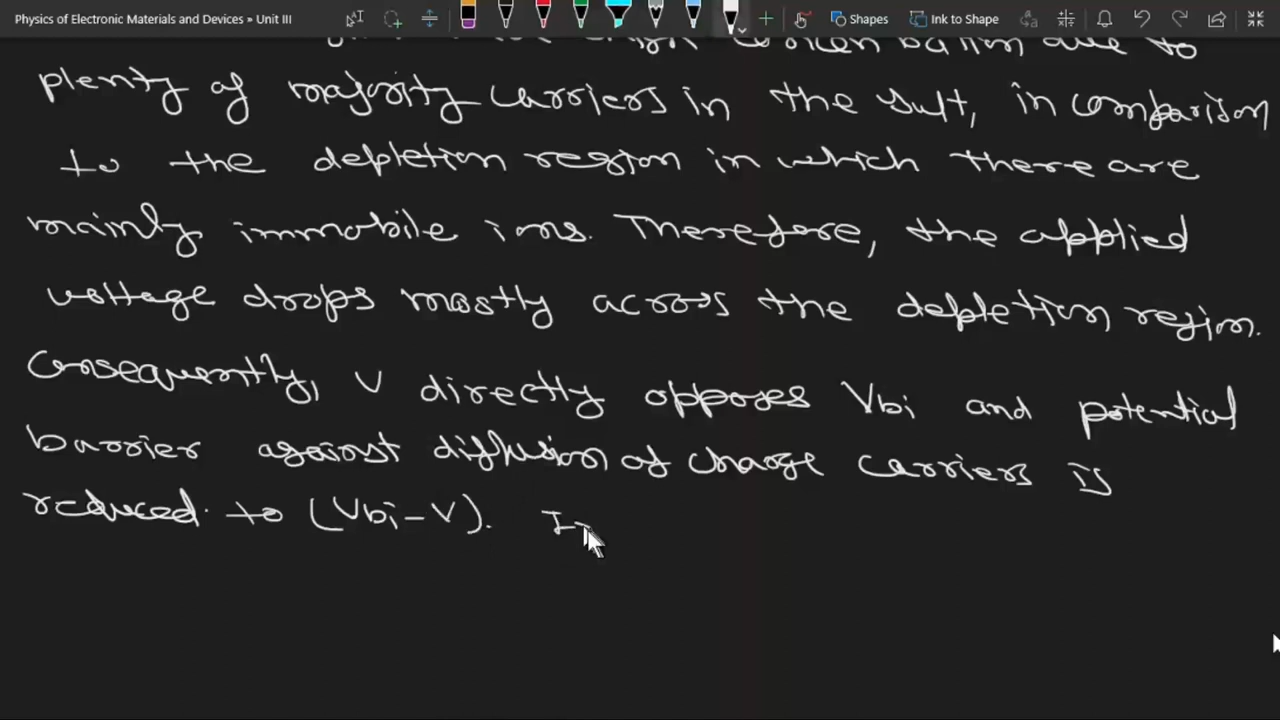 Physics of Electronic Materials and Devices » Unit III
Shapes
Ink to Shape
due to
plenty of majority carriers in the in comparison
to the depletion region in which there are
mainly immobile ions. Therefore, the applied
voltage drops mostly across the depletion region.
Consequently, V directly opposes Vbi and potential
barrier against diffusion of charge carriers is
reduced to (Vbi-V).